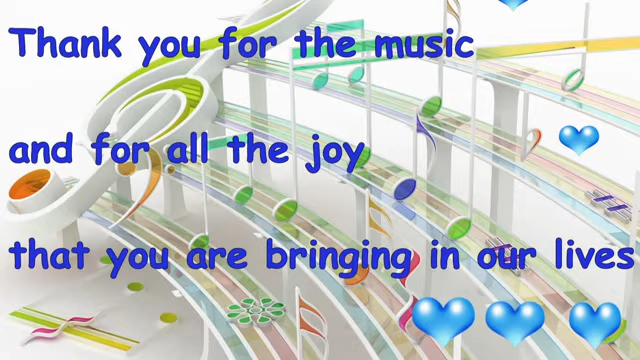 Thank you for the music
and for all the joy
that you are bringing in our lives